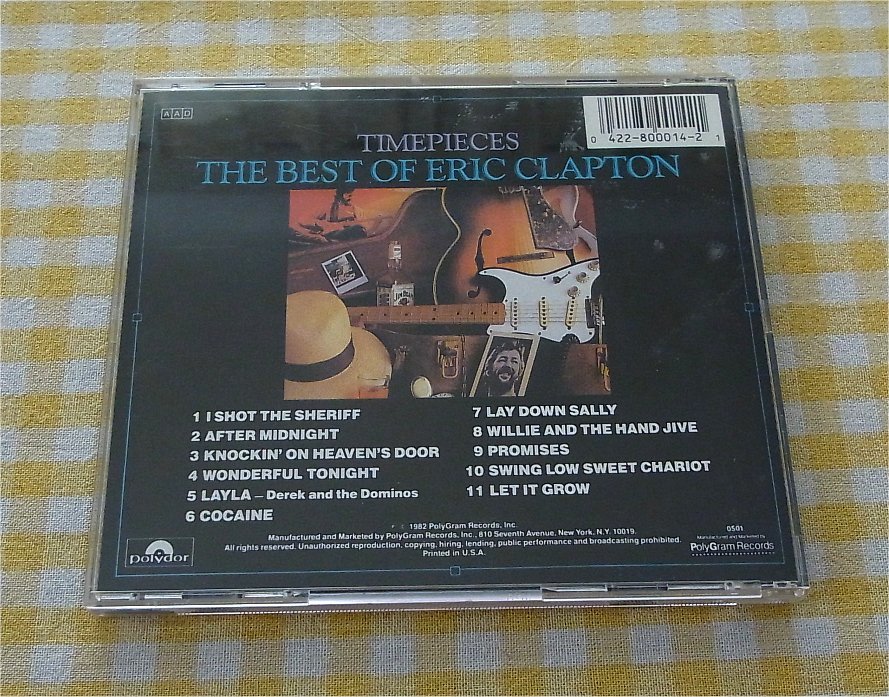 AAD
0 422-800014-2 1
TIMEPIECES
THE BEST OF ERIC CLAPTON
JIM BEAM
1 I SHOT THE SHERIFF
2 AFTER MIDNIGHT
3 KNOCKIN' ON HEAVEN'S DOOR
4 WONDERFUL TONIGHT
5 LAYLA – Derek and the Dominos
6 COCAINE
7 LAY DOWN SALLY
8 WILLIE AND THE HAND JIVE
9 PROMISES
10 SWING LOW SWEET CHARIOT
11 LET IT GROW
℗ © 1982 PolyGram Records, Inc.
Manufactured and Marketed by PolyGram Records, Inc., 810 Seventh Avenue, New York, N.Y. 10019.
All rights reserved. Unauthorized reproduction, copying, hiring, lending, public performance and broadcasting prohibited.
Printed in U.S.A.
polydor
0501
Manufactured and Marketed by
PolyGram Records